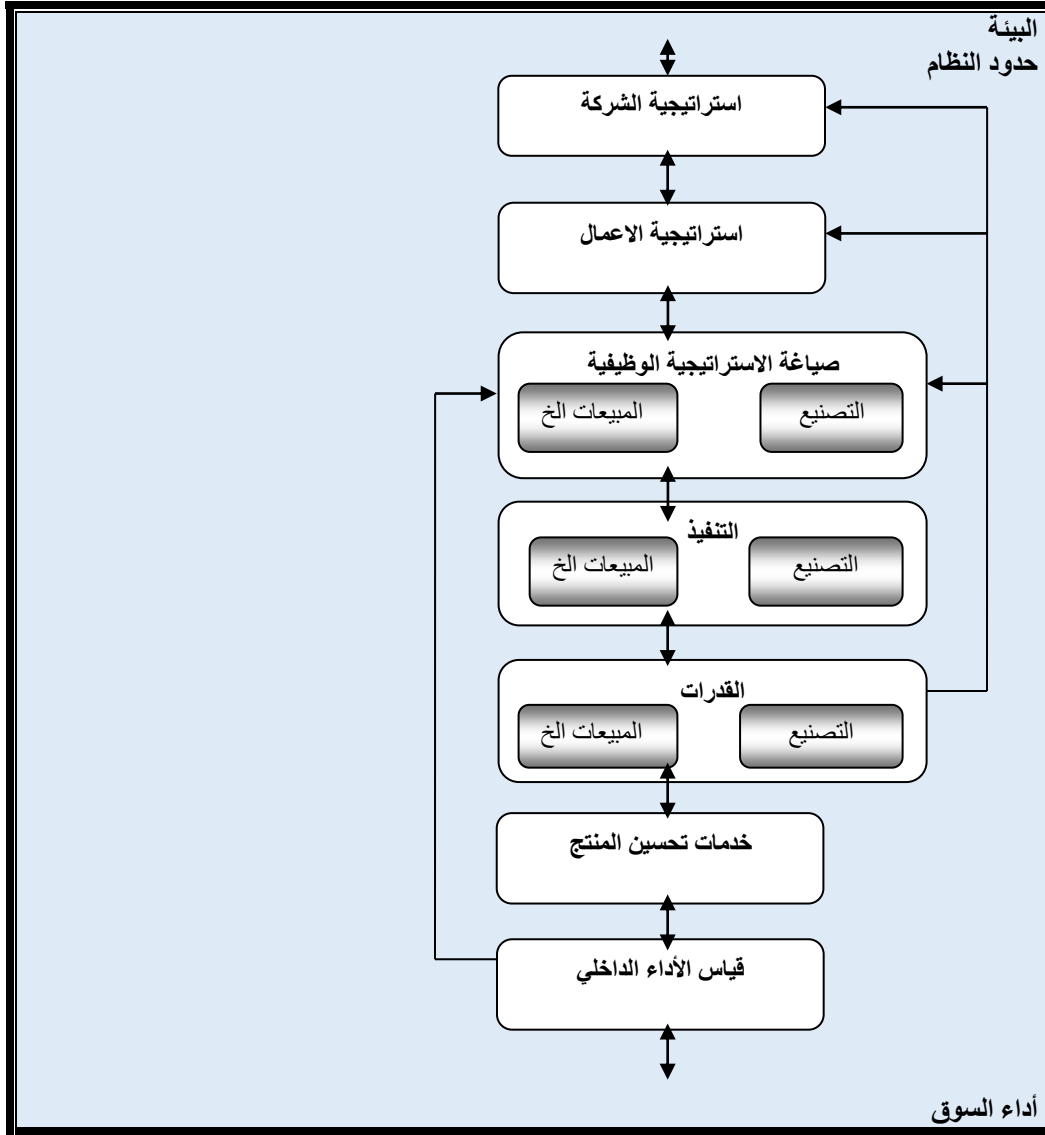 البيئة
حدود النظام
استراتيجية الشركة
استراتيجية الاعمال
صياغة الاستراتيجية الوظيفية
التصنيع
المبيعات الخ
التنفيذ
التصنيع
المبيعات الخ
القدرات
التصنيع
المبيعات الخ
خدمات تحسين المنتج
قياس الأداء الداخلي
أداء السوق